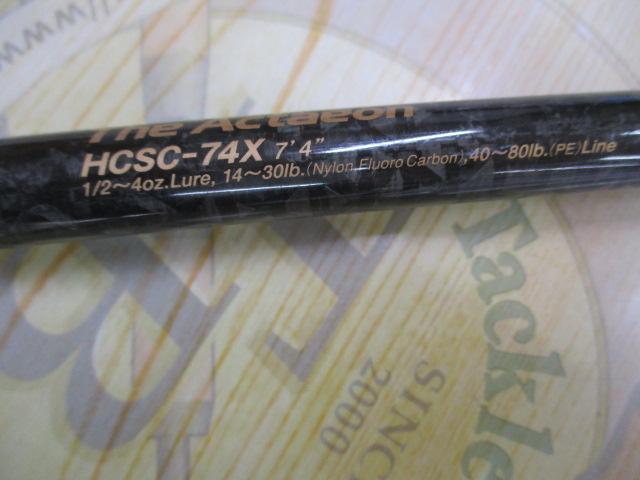 The Actaeon
HCSC-74X 7'4"
1/2~4oz.Lure, 14~30lb.(Nylon,Fluoro Carbon),40~80lb.(PE)Line
Tackle
SINCE
2000